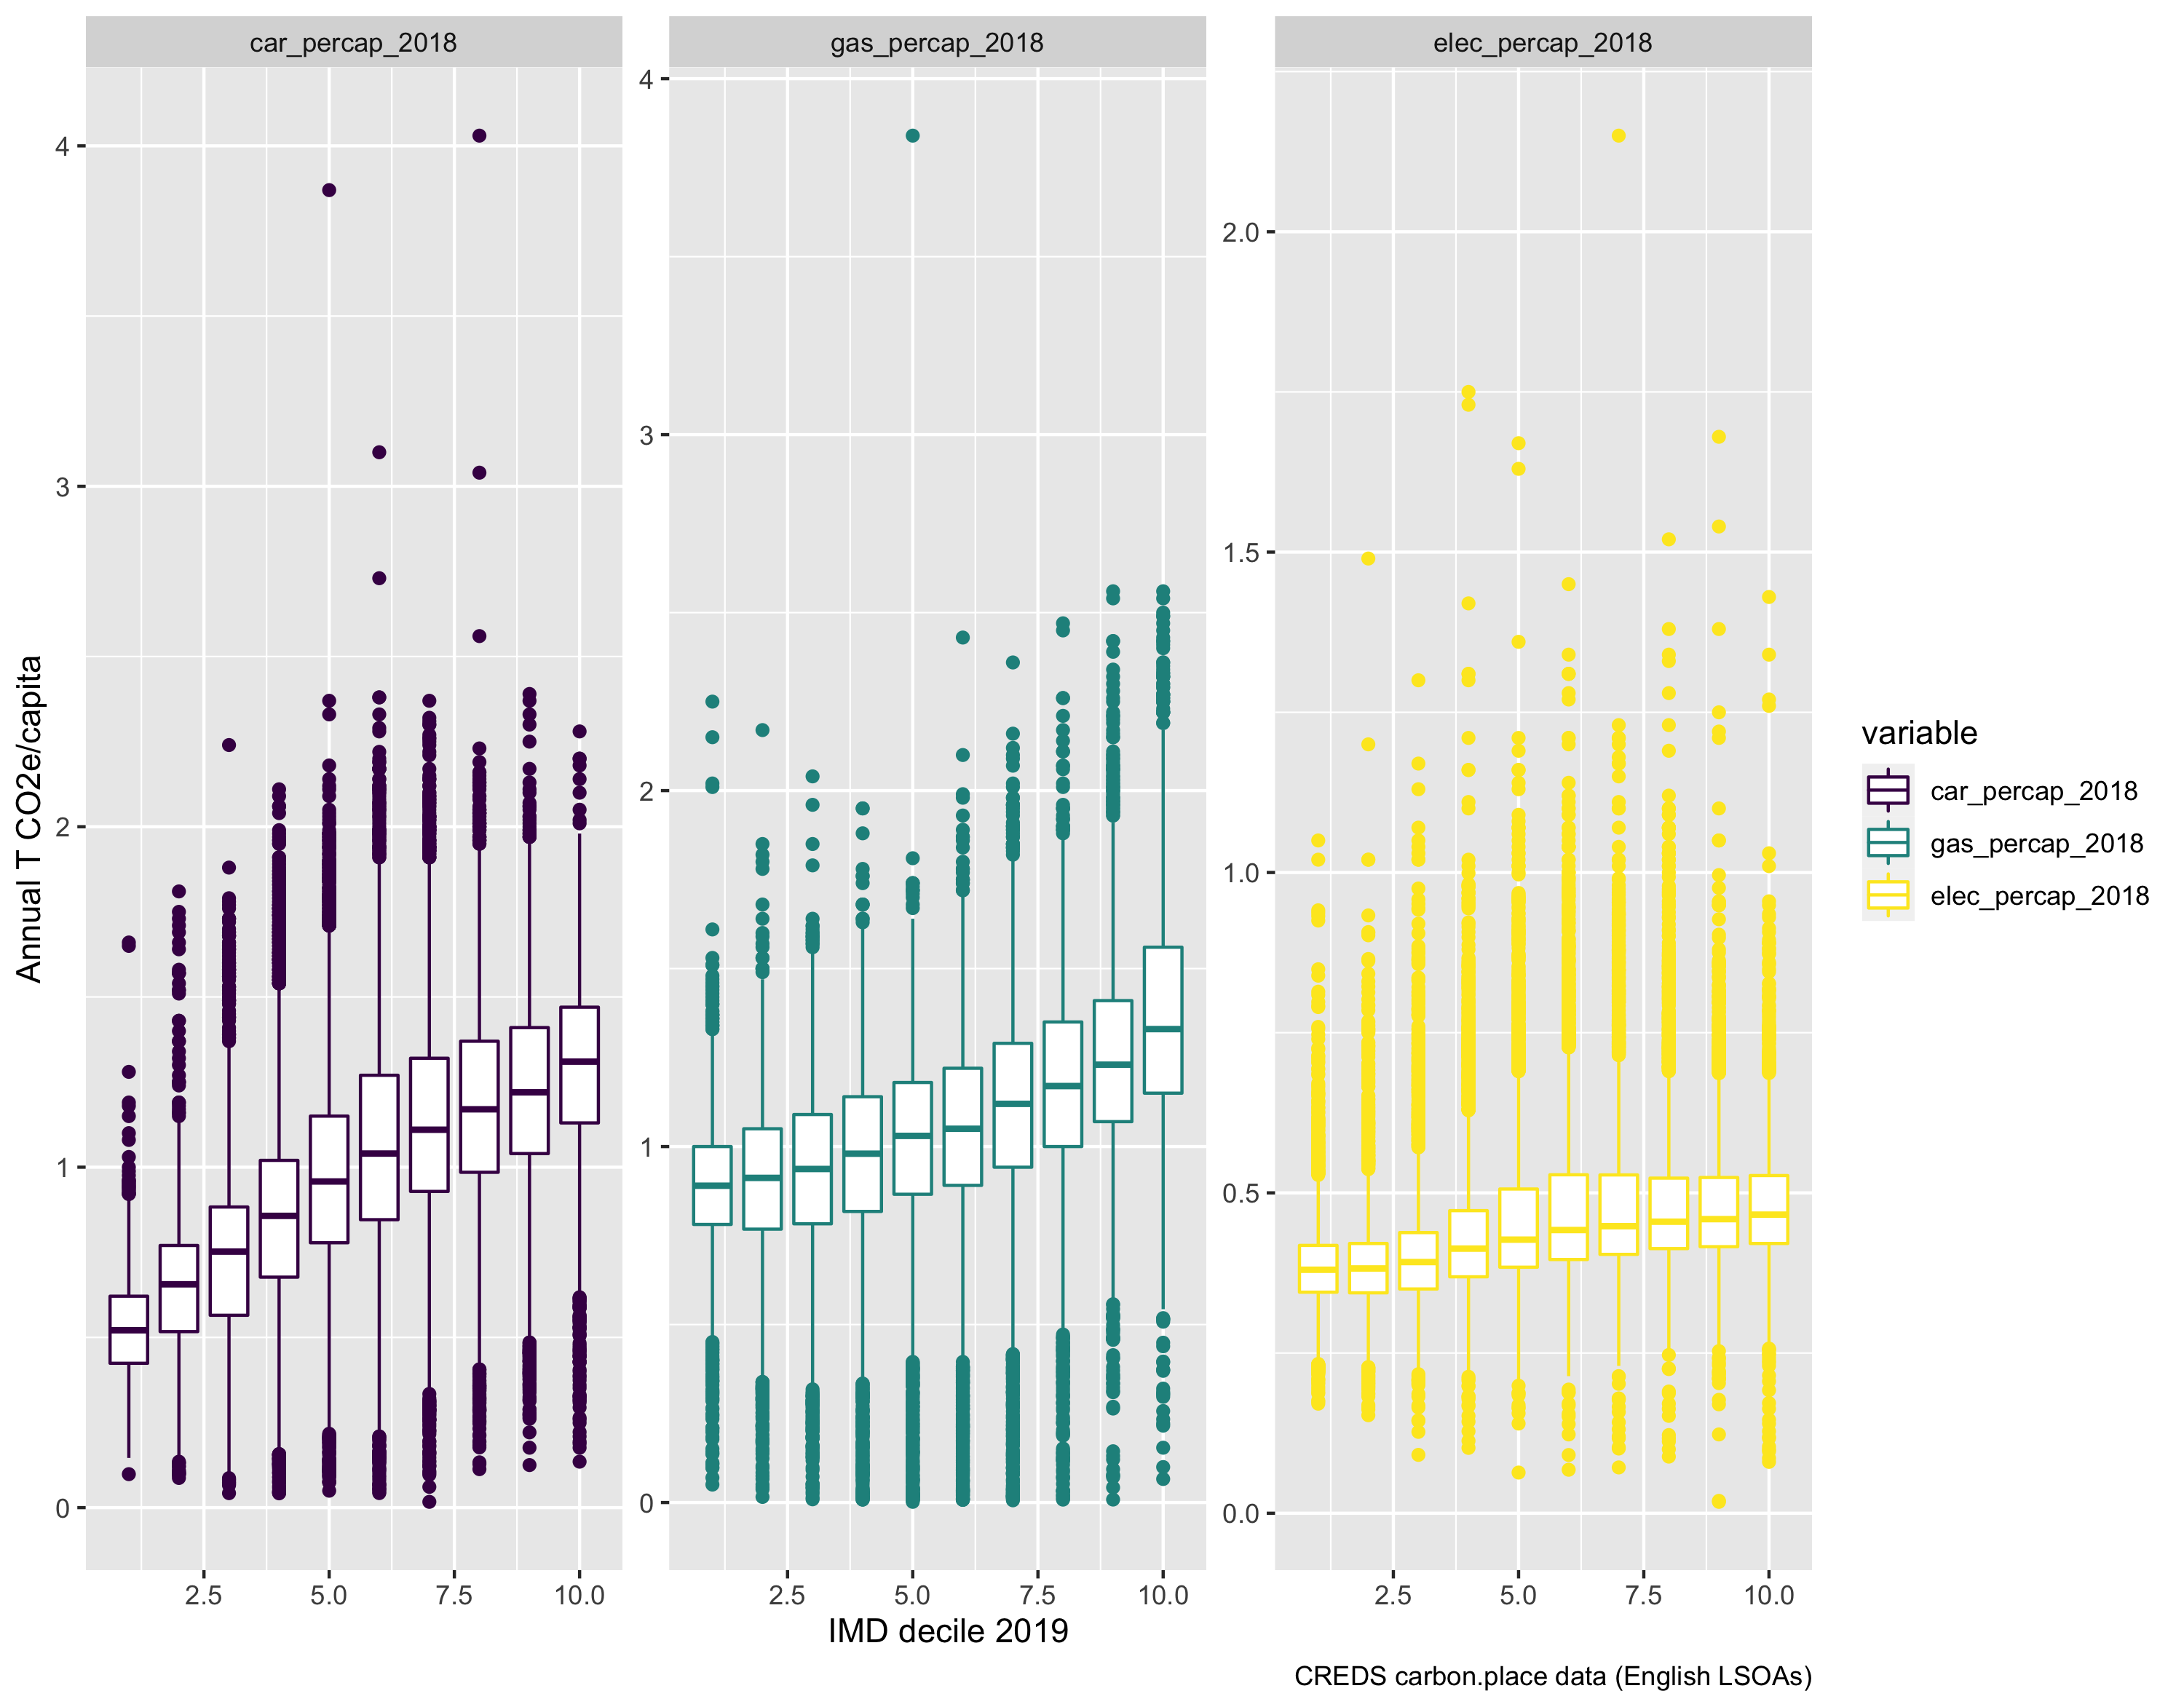 car_percap_2018
gas_percap_2018
elec_percap_2018
Annual T CO2e/capita
4
3
2
1
0
4
3
2
1
0
2.0
1.5
1.0
0.5
0.0
2.5 5.0 7.5 10.0
2.5 5.0 7.5 10.0
2.5 5.0 7.5 10.0
IMD decile 2019
variable
car_percap_2018
gas_percap_2018
elec_percap_2018
CREDS carbon.place data (English LSOAs)